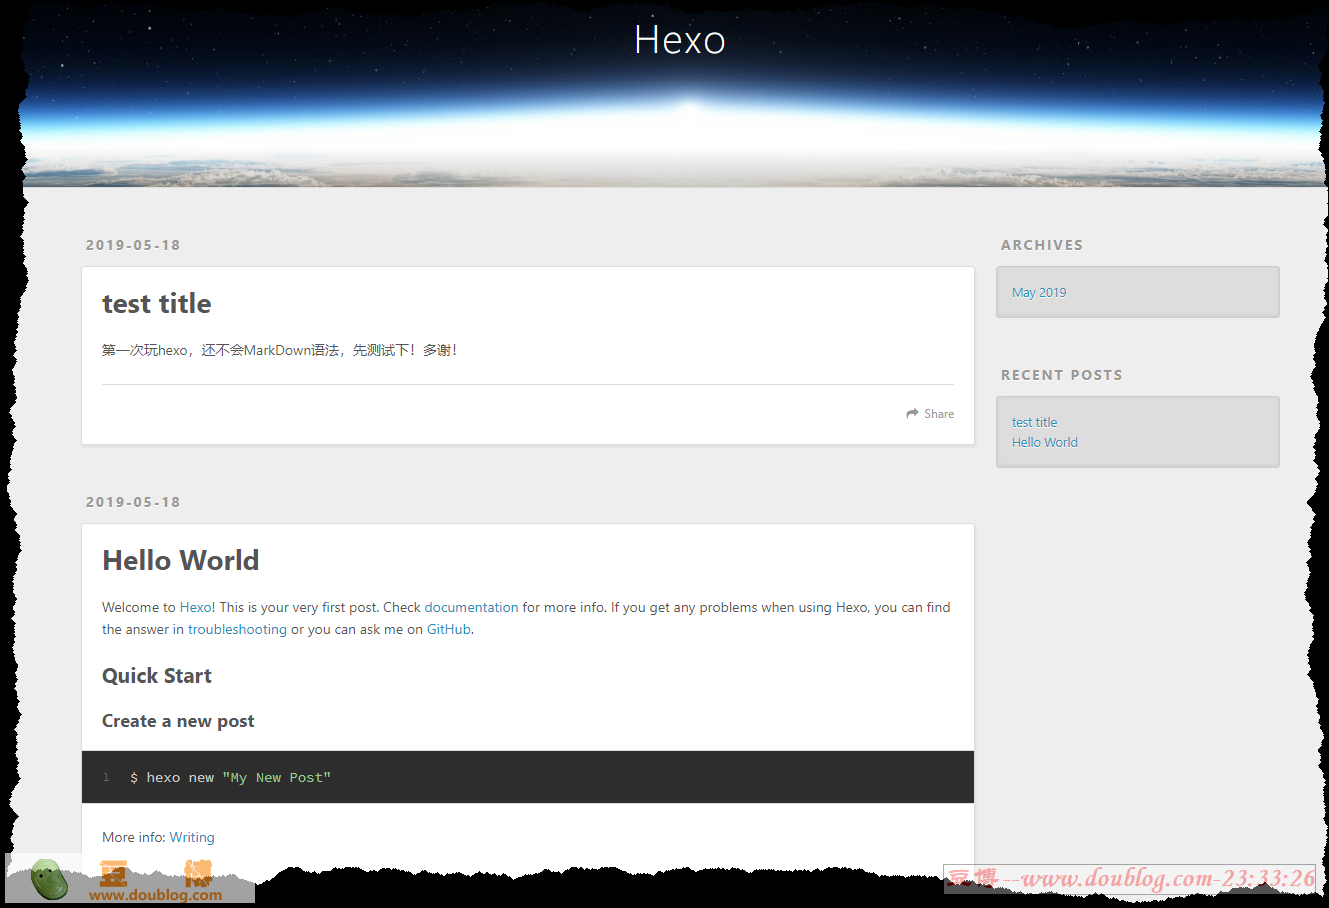 Hexo
2019-05-18
test title
第一次玩hexo，还不会MarkDown语法，先测试下！多谢！
Share
2019-05-18
Hello World
Welcome to Hexo! This is your very first post. Check documentation for more info. If you get any problems when using Hexo, you can find
the answer in troubleshooting or you can ask me on GitHub.
Quick Start
Create a new post
1 $ hexo new "My New Post"
More info: Writing
ARCHIVES
May 2019
RECENT POSTS
test title
Hello World
豆 博
www.doublog.com
豆博--www.doublog.com-23:33:26